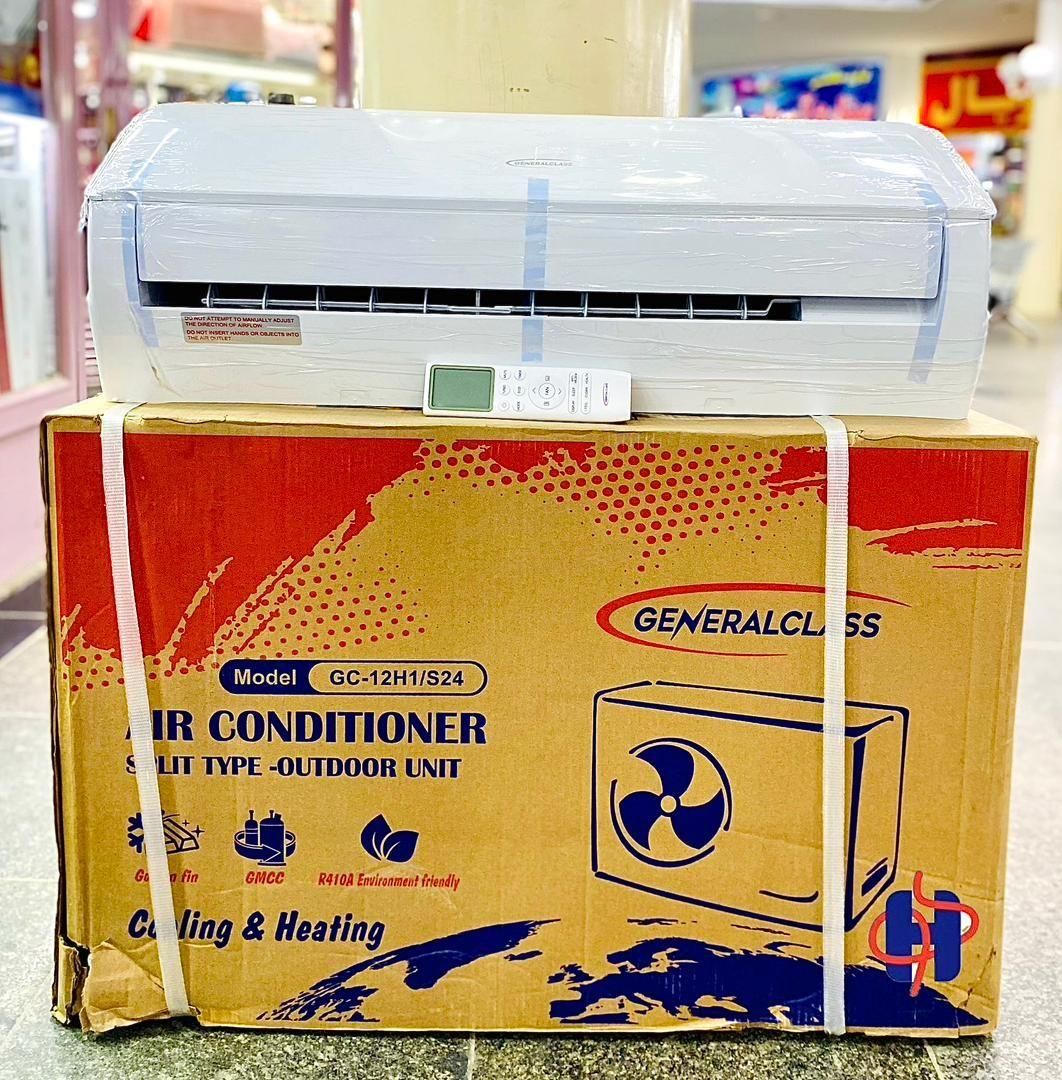 GENERALCLASS
DO NOT ATTEMPT TO MANUALLY ADJUST
THE DIRECTION OF AIRFLOW
DO NOT INSERT HANDS OR OBJECTS INTO
THE AIR OUTLET
GENERALCLASS
Model GC-12H1/S24
AIR CONDITIONER
SPLIT TYPE -OUTDOOR UNIT
fin GMCC R410A Environment friendly
Cooling & Heating